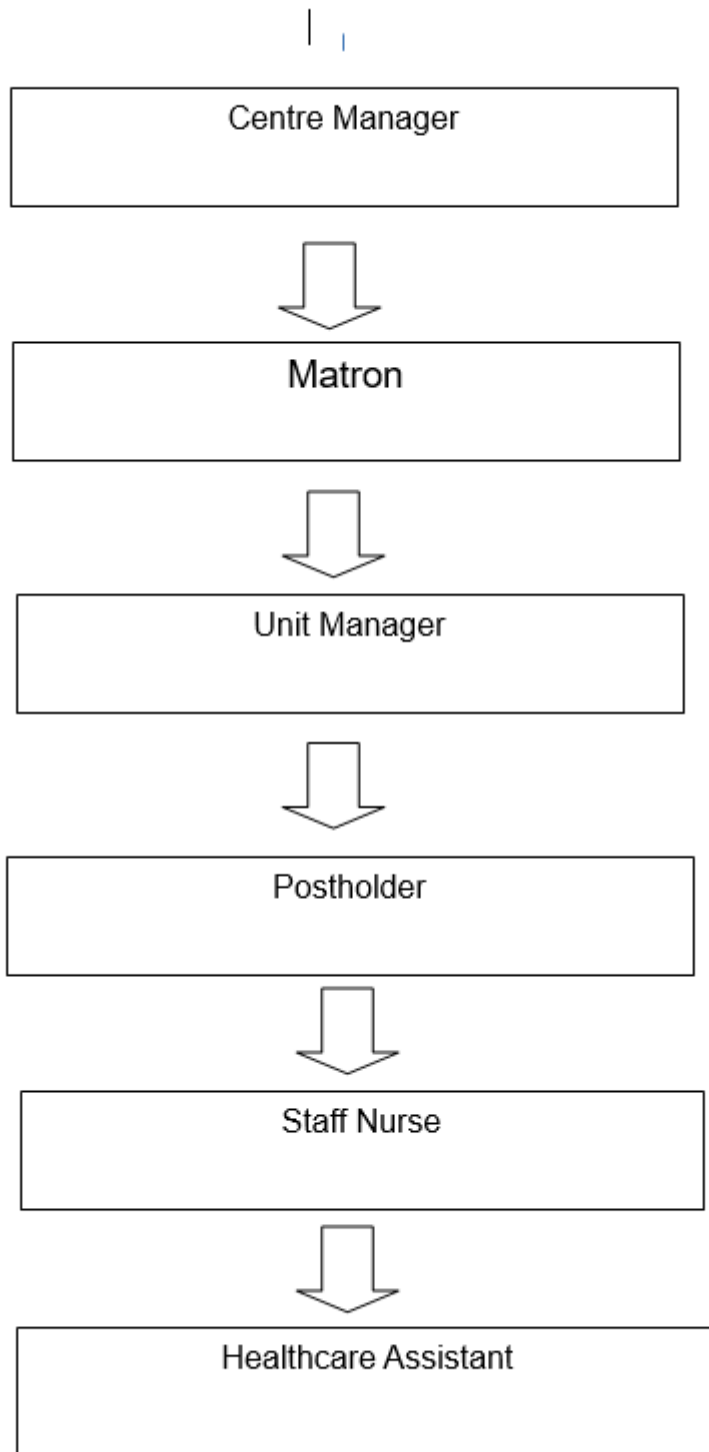 Centre Manager
Matron
Unit Manager
Postholder
Staff Nurse
Healthcare Assistant